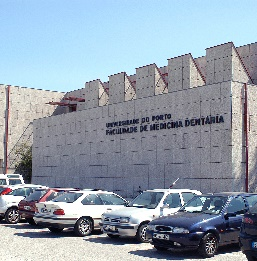 UNIVERSIDADE DO PORTO
FACULDADE DE MEDICINA DENTÁRIA